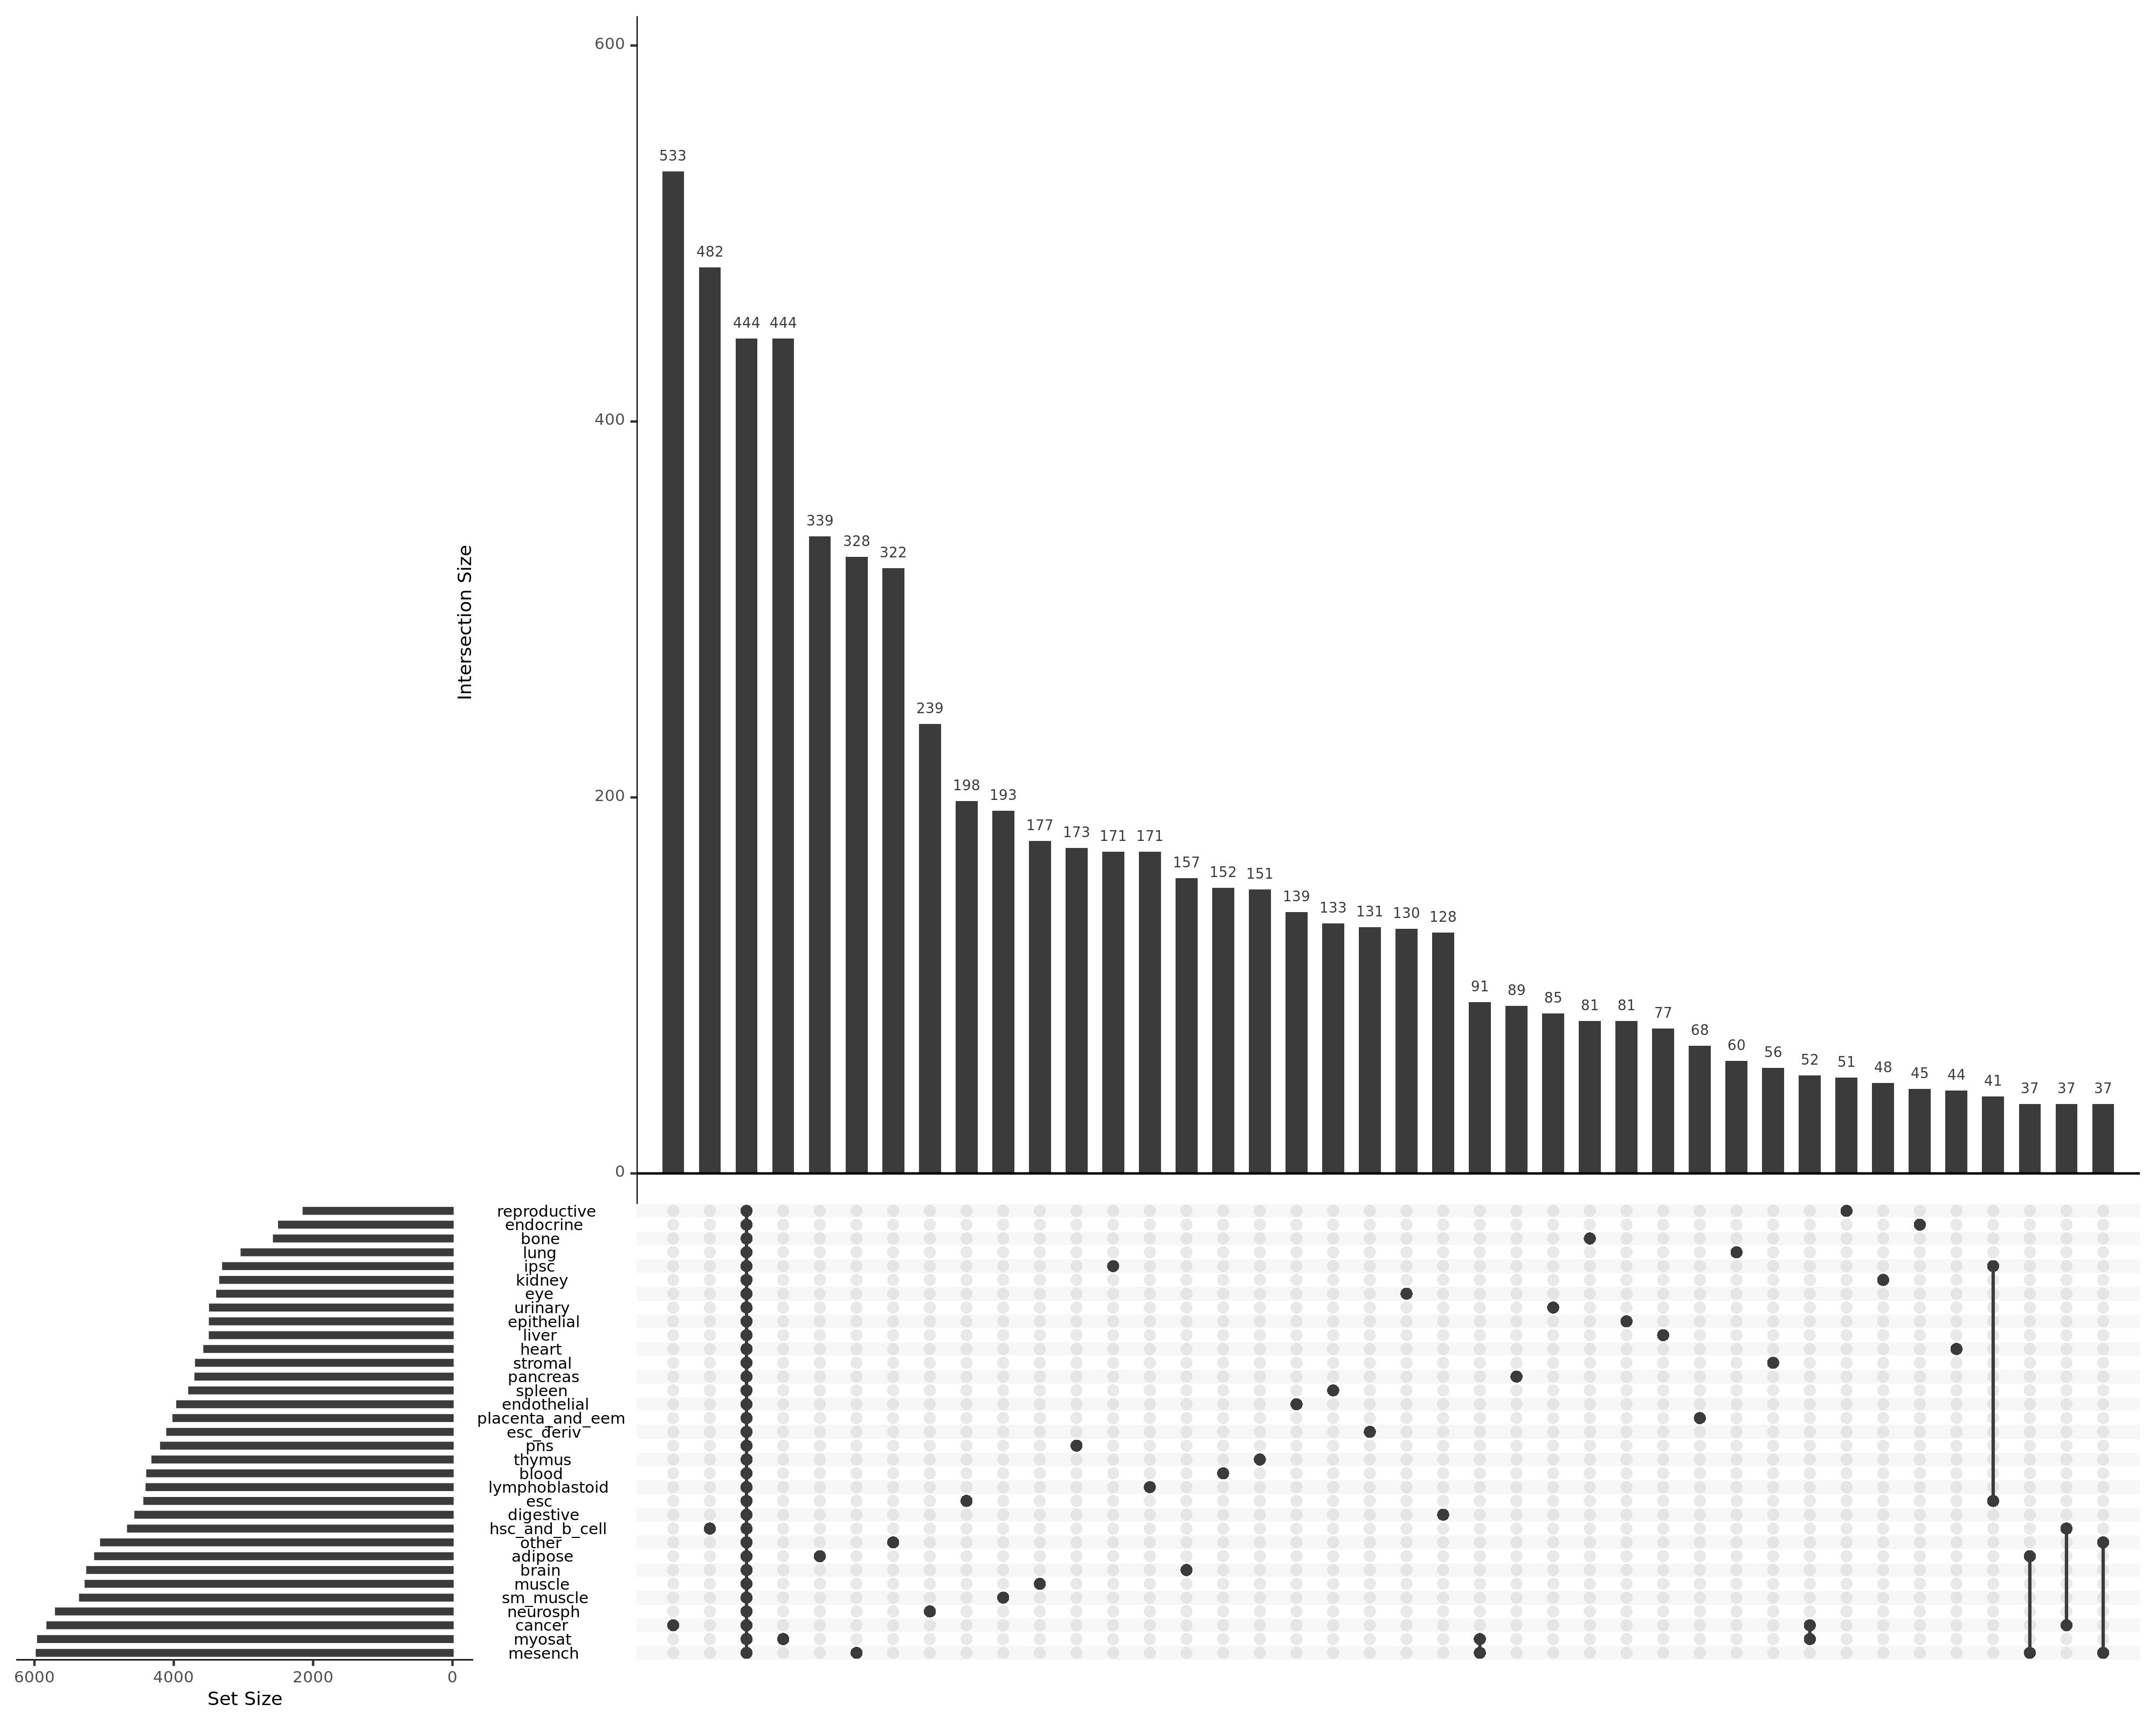 600
400
200
0
Intersection Size
533
482
444 444
339
328
322
239
198
193
177
173
171 171
157
152
151
139
133
131
130
128
91
89
85
81 81
77
68
60
56
52
51
48
45
44
41
37 37 37
reproductive
endocrine
bone
lung
ipsc
kidney
eye
urinary
epithelial
liver
heart
stromal
pancreas
spleen
endothelial
placenta_and_eem
esc_deriv
pns
thymus
blood
lymphoblastoid
esc
digestive
hsc_and_b_cell
other
adipose
brain
muscle
sm_muscle
neurosph
cancer
myosat
mesench
6000 4000 2000 0
Set Size